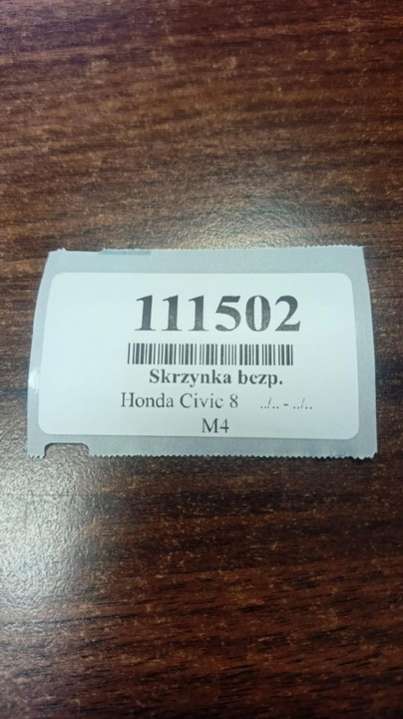 111502
Skrzynka bezp.
Honda Civic 8 ../.. - ../..
M4